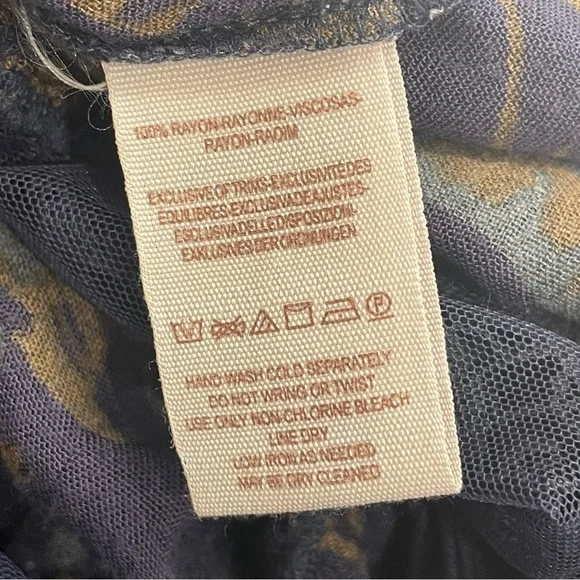 100% RAYON-RAYONNE-VISCOSAS-
RAYON-RADIM
EXCLUSIVE OF TRIMS-EXCLUSIVITE DES
EQUILIBRES-EXCLUSIVA DE AJUSTES-
ESCLUSIVA DELLE DISPOSIZIONI-
EXKLUSIVES DER ORDNUNGEN
P
HAND WASH COLD SEPARATELY
DO NOT WRING OR TWIST
USE ONLY NON-CHLORINE BLEACH
LINE DRY
LOW IRON AS NEEDED
MAY BE DRY CLEANED